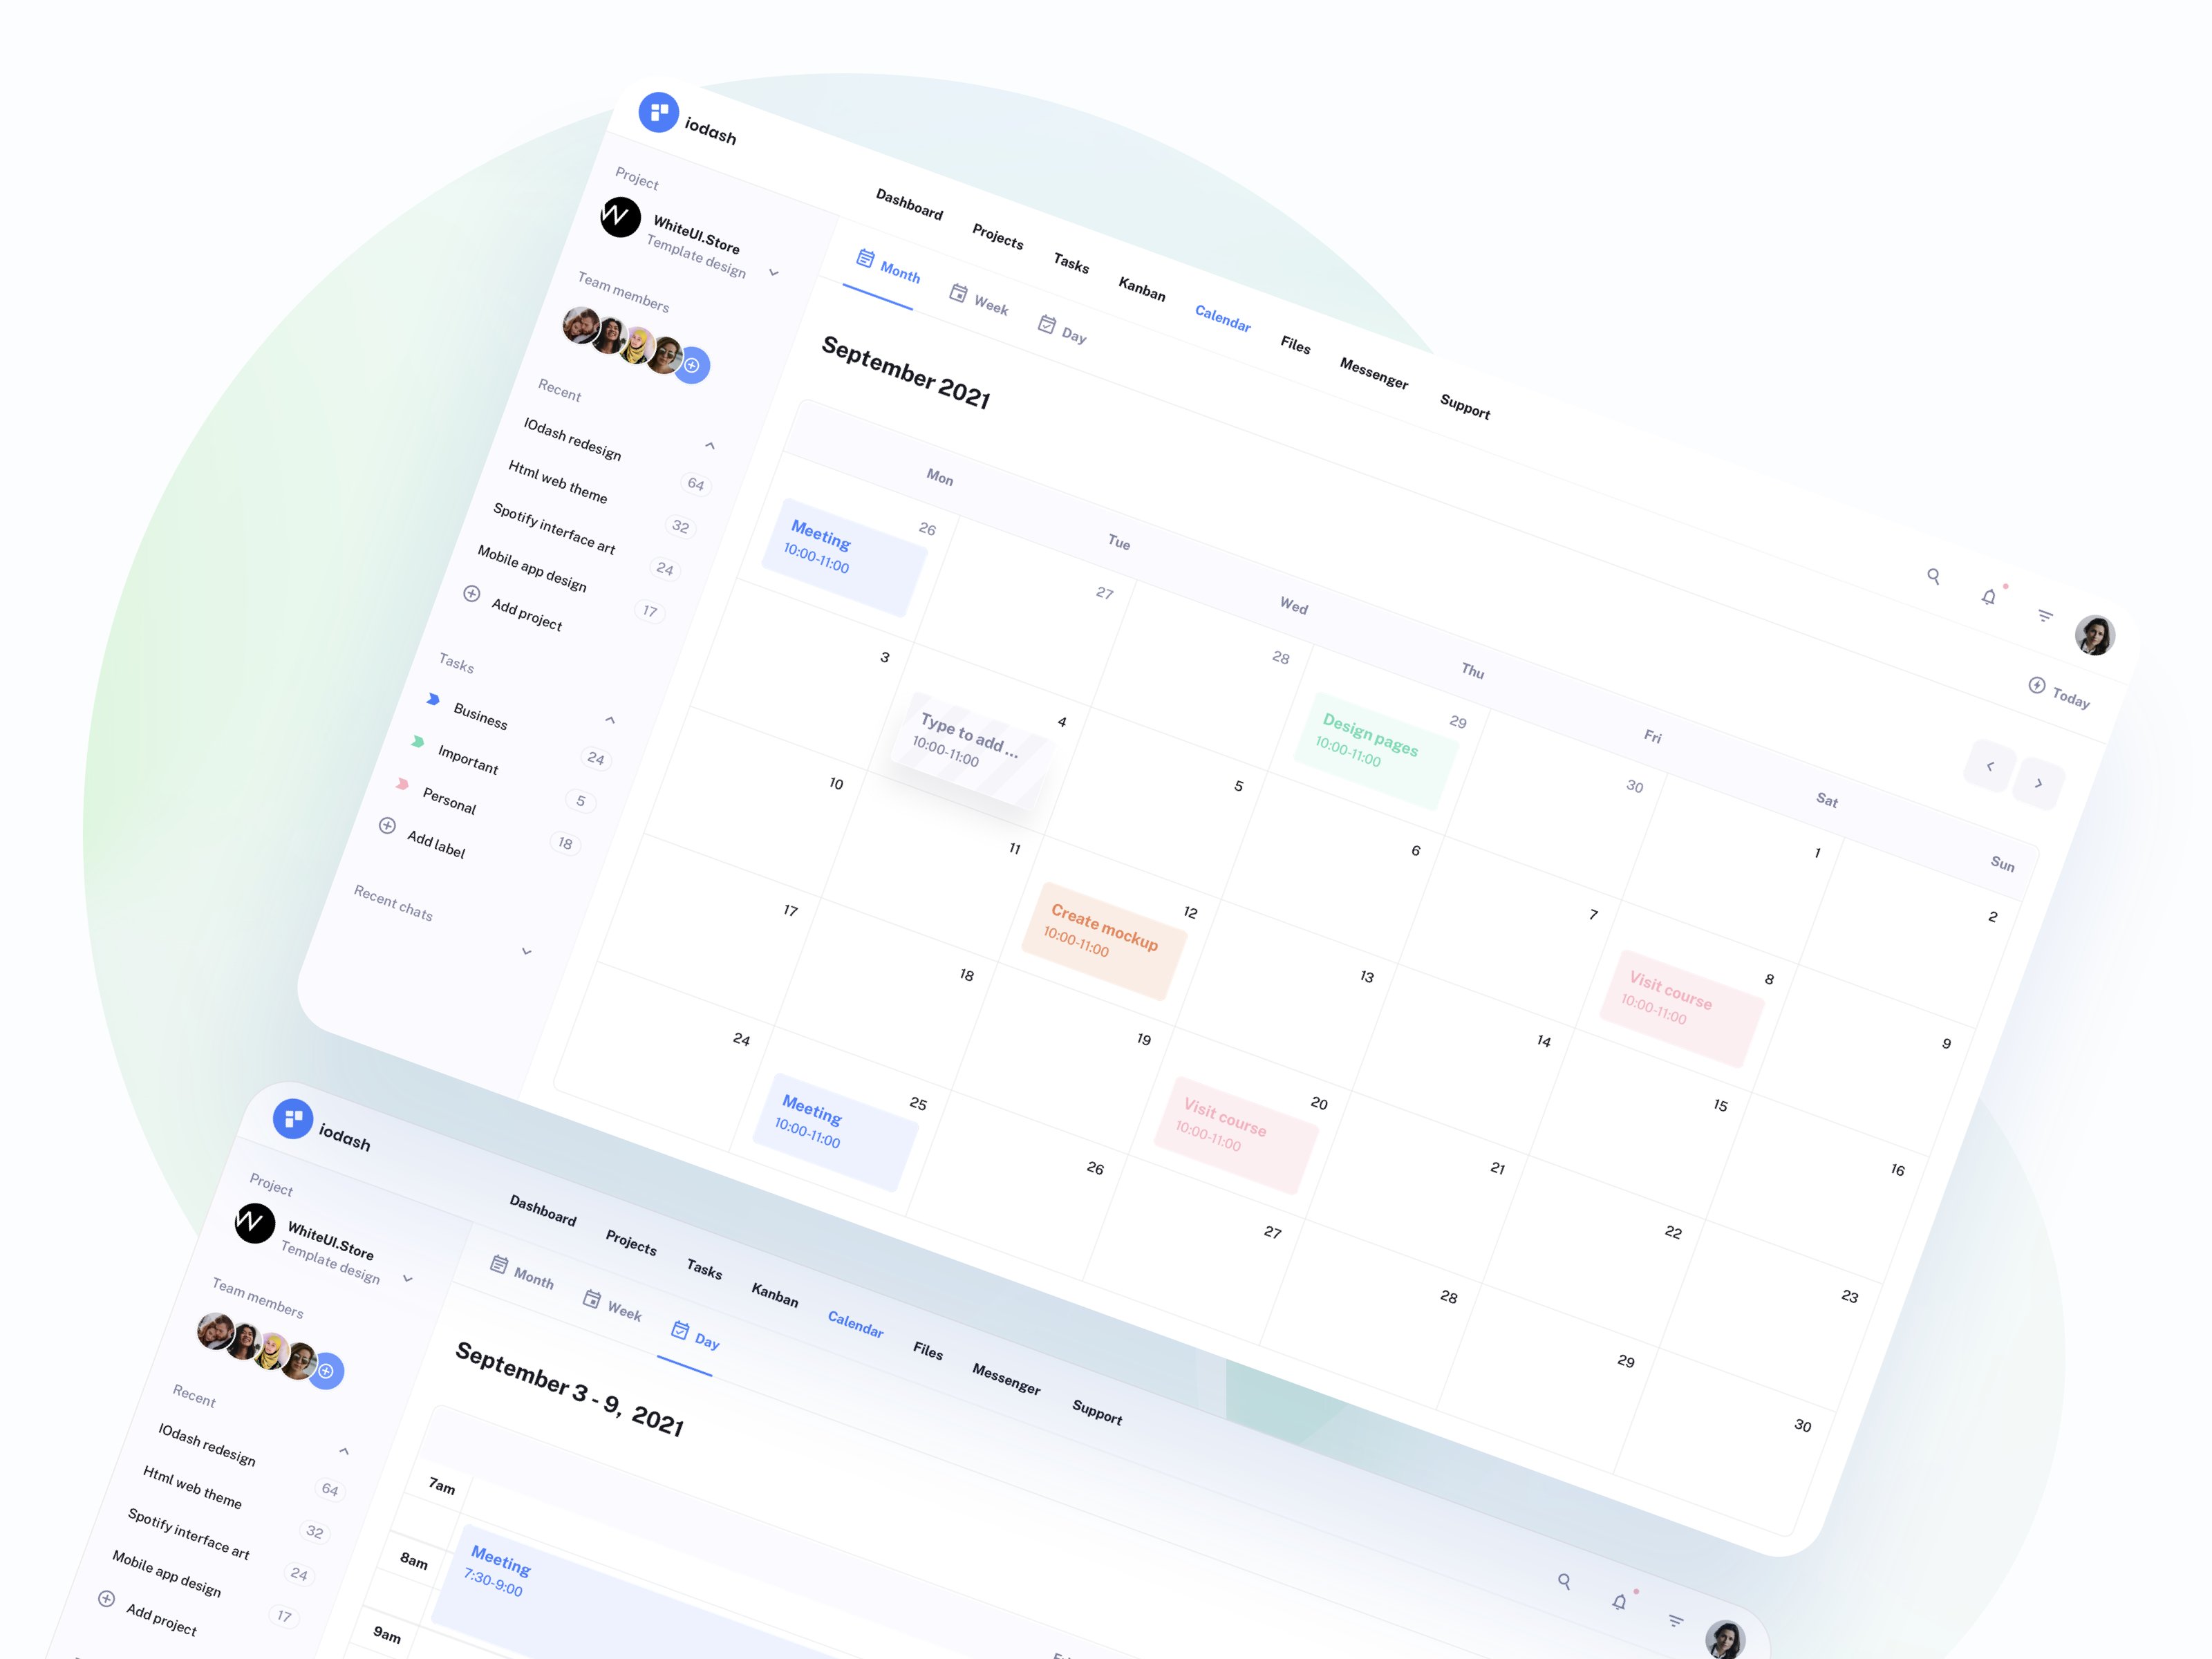 iodash
Dashboard
Projects
Tasks
Kanban
Calendar
Files
Messenger
Support
Project
WhiteUI.Store
Template design
Team members
Recent
IOdash redesign
64
Html web theme
32
Spotify interface art
24
Mobile app design
17
Add project
Tasks
Business
24
Important
5
Personal
18
Add label
Recent chats
Month
Week
Day
Today
September 2021
Mon
Tue
Wed
Thu
Fri
Sat
Sun
26
Meeting
10:00-11:00
27
28
29
Design pages
10:00-11:00
30
1
2
3
4
Type to add ...
10:00-11:00
5
6
7
8
Visit course
10:00-11:00
9
10
11
12
Create mockup
10:00-11:00
13
14
15
16
17
18
19
20
Visit course
10:00-11:00
21
22
23
24
25
Meeting
10:00-11:00
26
27
28
29
30
iodash
Dashboard
Projects
Tasks
Kanban
Calendar
Files
Messenger
Support
Project
WhiteUI.Store
Template design
Team members
Recent
IOdash redesign
64
Html web theme
32
Spotify interface art
24
Mobile app design
17
Add project
Month
Week
Day
September 3 - 9, 2021
7am
8am
9am
Meeting
7:30-9:00